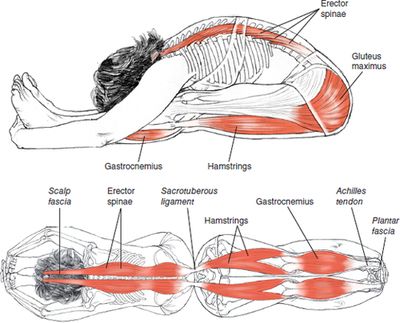 Erector
spinae
Gluteus
maximus
Gastrocnemius
Hamstrings
Scalp
fascia
Erector
spinae
Sacrotuberous
ligament
Hamstrings
Gastrocnemius
Achilles
tendon
Plantar
fascia